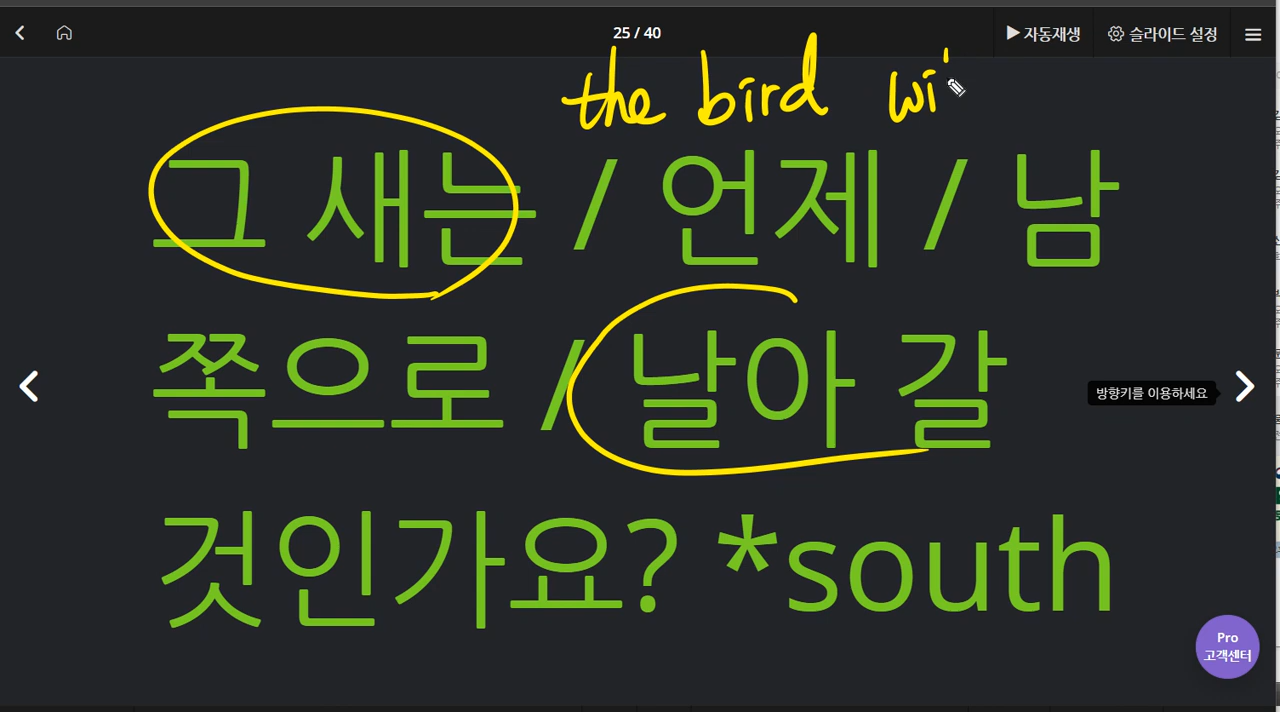 25 / 40
▶ 자동재생
슬라이드 설정
the bird wi
그 새는 / 언제 / 남
쪽으로 / 날아 갈
방향키를 이용하세요
것인가요? *south
Pro
고객센터